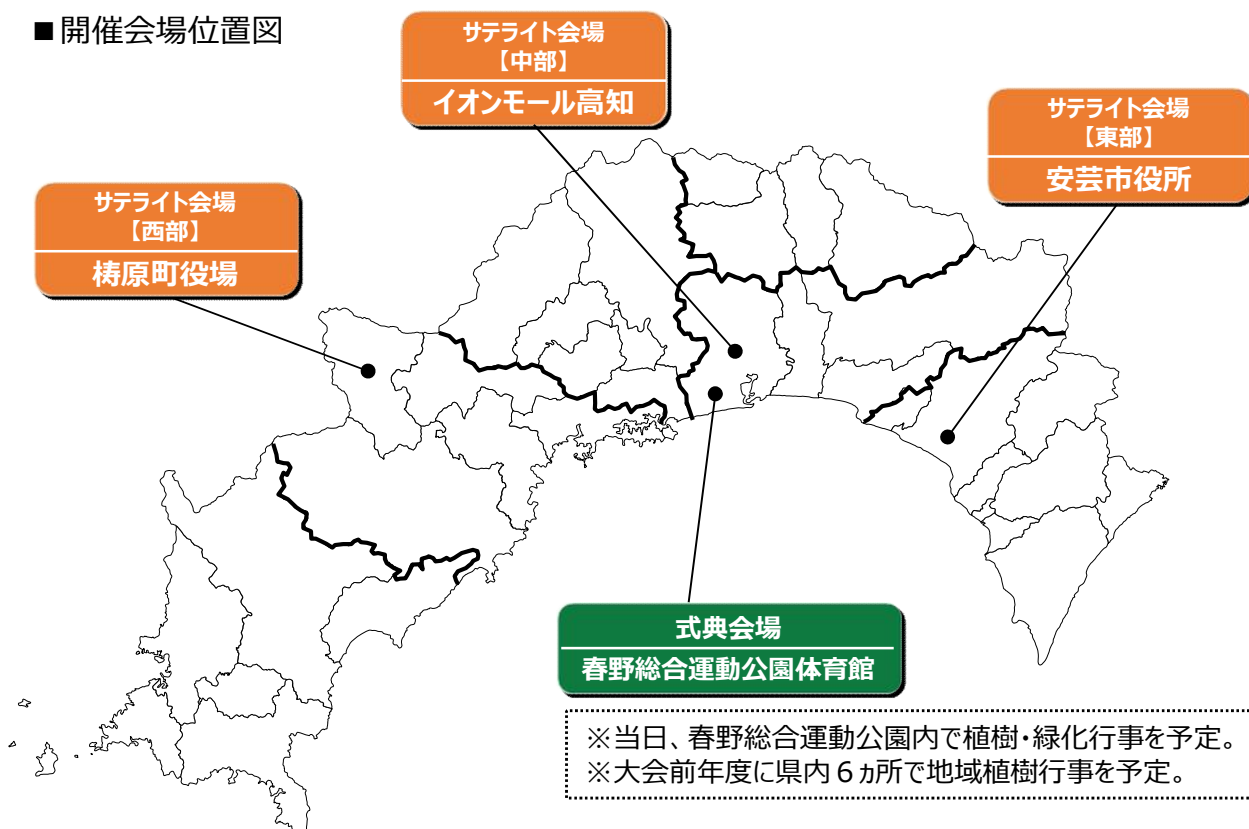 ■開催会場位置図
サテライト会場
【中部】
イオンモール高知
サテライト会場
【東部】
安芸市役所
サテライト会場
【西部】
梼原町役場
式典会場
春野総合運動公園体育館
※当日、春野総合運動公園内で植樹・緑化行事を予定。
※大会前年度に県内６ヵ所で地域植樹行事を予定。